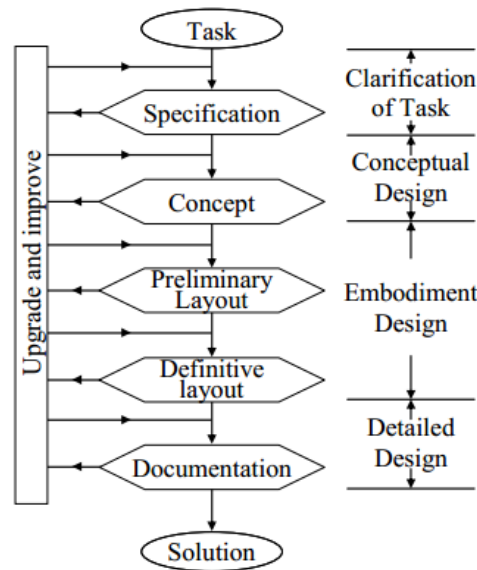 Task
Clarification
of Task
Specification
Conceptual
Design
Concept
Upgrade and improve
Preliminary
Layout
Embodiment
Design
Definitive
layout
Detailed
Design
Documentation
Solution